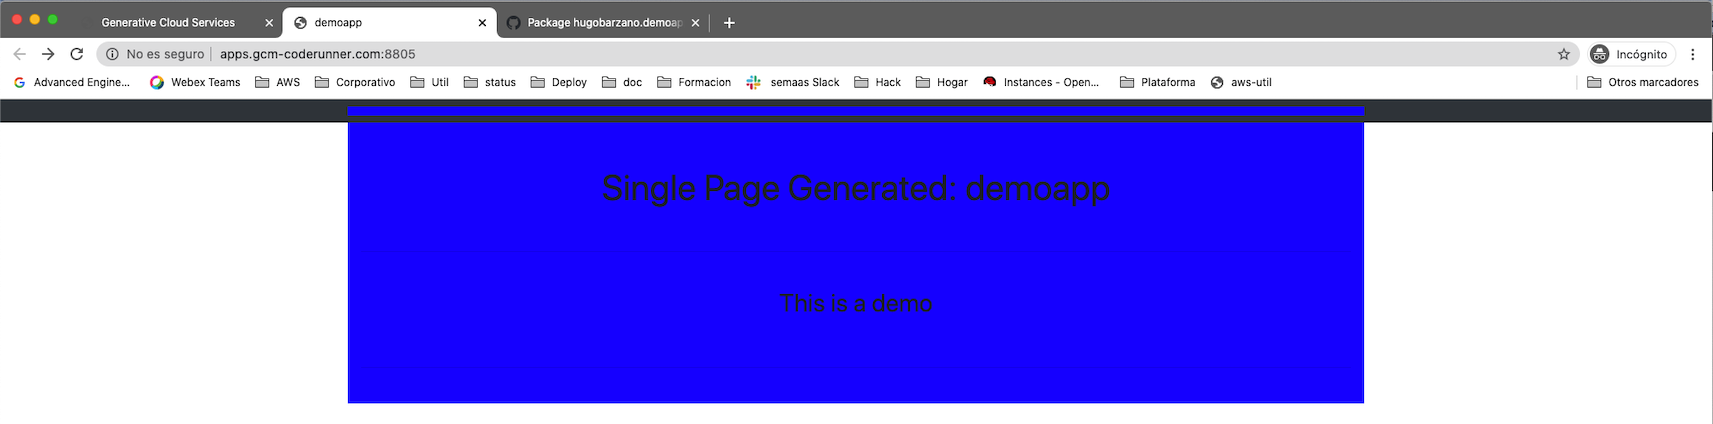 Generative Cloud Services
demoapp
Package hugobarzano.demoap
No es seguro | apps.gcm-coderunner.com:8805
Incógnito
Advanced Engine... Webex Teams AWS Corporativo Util status Deploy doc Formacion semaas Slack Hack Hogar Instances - Open... Plataforma aws-util Otros marcadores
Single Page Generated: demoapp
This is a demo